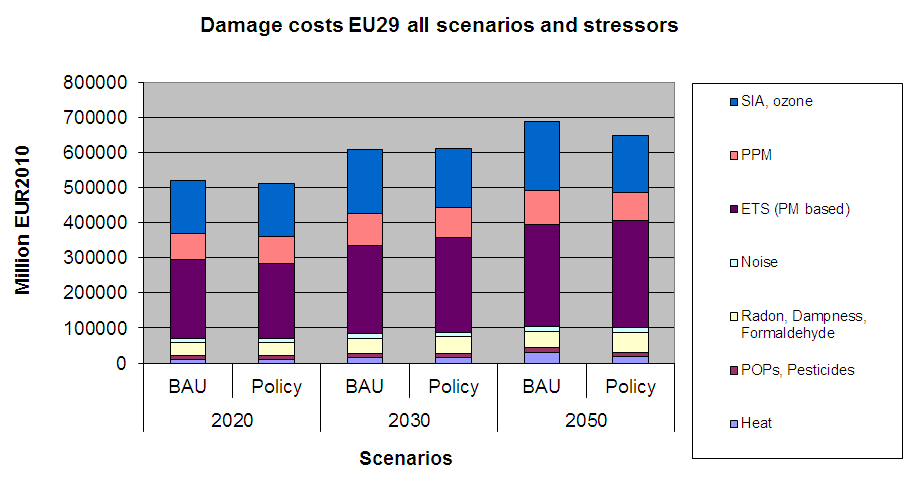 Damage costs EU29 all scenarios and stressors
Million EUR2010
800000
700000
600000
500000
400000
300000
200000
100000
0
BAU Policy BAU Policy BAU Policy
2020 2030 2050
Scenarios
SIA, ozone
PPM
ETS (PM based)
Noise
Radon, Dampness,
Formaldehyde
POPs, Pesticides
Heat